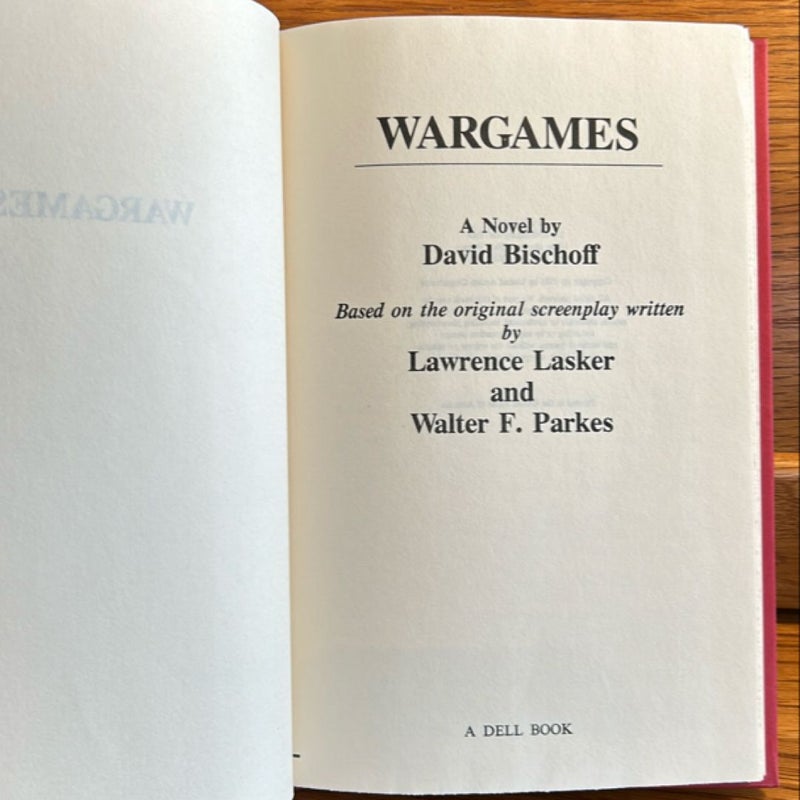 WARGAMES
WARGAMES
A Novel by
David Bischoff
Based on the original screenplay written
by
Lawrence Lasker
and
Walter F. Parkes
A DELL BOOK